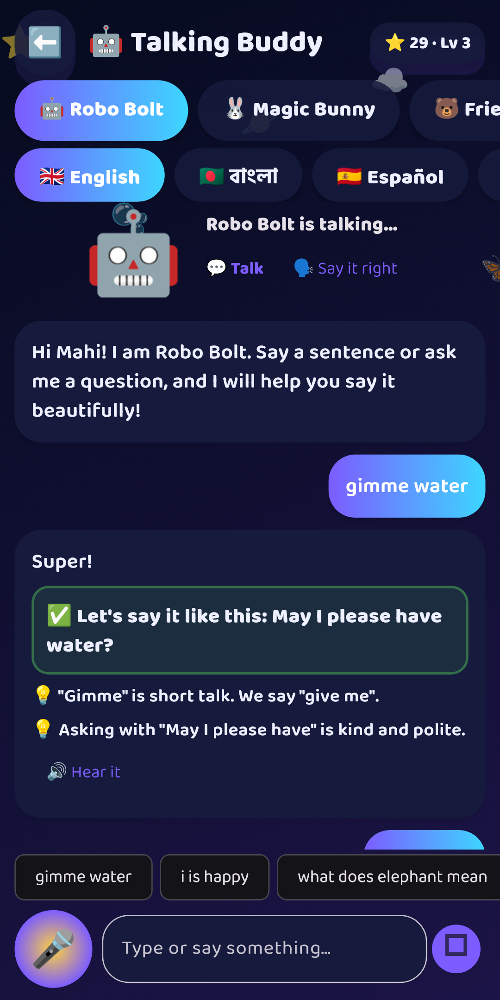 Talking Buddy
29 • Lv 3
Robo Bolt
Magic Bunny
Frie
English
বাংলা
Español
Robo Bolt is talking...
Talk
Say it right
Hi Mahi! I am Robo Bolt. Say a sentence or ask
me a question, and I will help you say it
beautifully!
gimme water
Super!
Let's say it like this: May I please have
water?
"Gimme" is short talk. We say "give me".
Asking with "May I please have" is kind and polite.
Hear it
gimme water
i is happy
what does elephant mean
Type or say something...